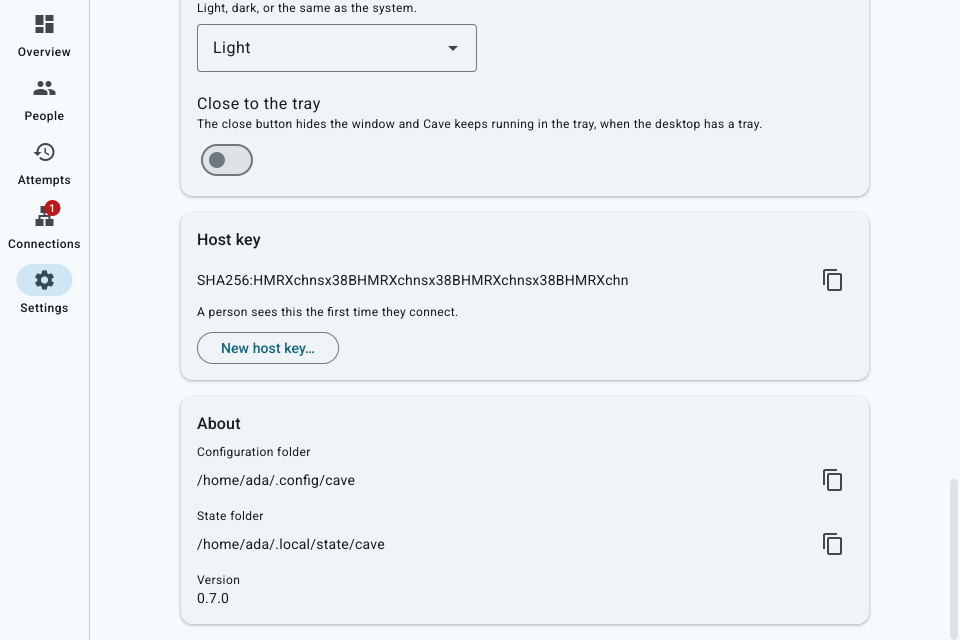 Light, dark, or the same as the system.
Light
Close to the tray
The close button hides the window and Cave keeps running in the tray, when the desktop has a tray.
Overview
People
Attempts
1
Connections
Settings
Host key
SHA256:HMRXchnsx38BHMRXchnsx38BHMRXchnsx38BHMRXchn
A person sees this the first time they connect.
New host key…
About
Configuration folder
/home/ada/.config/cave
State folder
/home/ada/.local/state/cave
Version
0.7.0